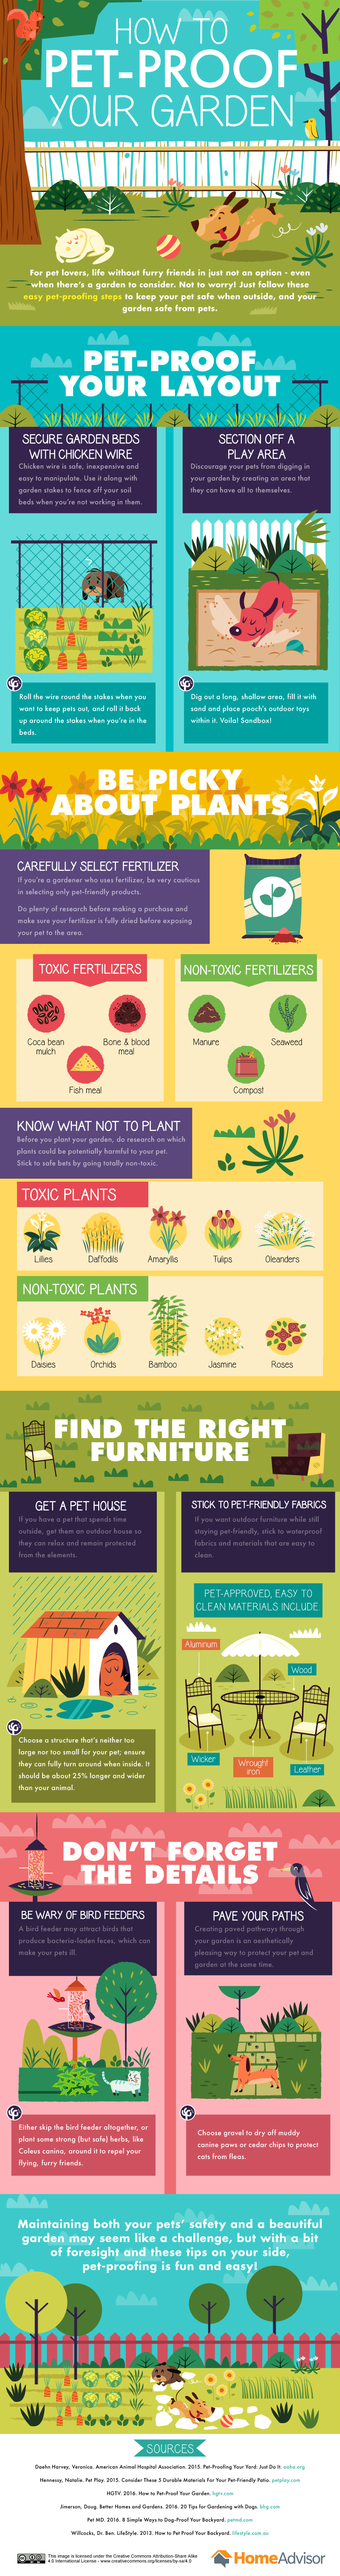 HOW TO
PET-PROOF
YOUR GARDEN
For pet lovers, life without furry friends in just not an option - even
when there's a garden to consider. Not to worry! Just follow these
easy pet-proofing steps to keep your pet safe when outside, and your
garden safe from pets.
PET-PROOF
YOUR LAYOUT
SECURE GARDEN BEDS
WITH CHICKEN WIRE
Chicken wire is safe, inexpensive and
easy to manipulate. Use it along with
garden stakes to fence off your soil
beds when you're not working in them.
Roll the wire round the stakes when you
want to keep pets out, and roll it back
up around the stakes when you're in the
beds.
SECTION OFF A
PLAY AREA
Discourage your pets from digging in
your garden by creating an area that
they can have all to themselves.
Dig out a long, shallow area, fill it with
sand and place pooch's outdoor toys
within it. Voila! Sandbox!
BE PICKY
ABOUT PLANTS
CAREFULLY SELECT FERTILIZER
If you're a gardener who uses fertilizer, be very cautious
in selecting only pet-friendly products.
Do plenty of research before making a purchase and
make sure your fertilizer is fully dried before exposing
your pet to the area.
TOXIC FERTILIZERS
Coca bean
mulch
Bone & blood
meal
Fish meal
NON-TOXIC FERTILIZERS
Manure
Seaweed
Compost
KNOW WHAT NOT TO PLANT
Before you plant your garden, do research on which
plants could be potentially harmful to your pet.
Stick to safe bets by going totally non-toxic.
TOXIC PLANTS
Lillies
Daffodils
Amaryllis
Tulips
Oleanders
NON-TOXIC PLANTS
Daisies
Orchids
Bamboo
Jasmine
Roses
FIND THE RIGHT
FURNITURE
GET A PET HOUSE
If you have a pet that spends time
outside, get them an outdoor house so
they can relax and remain protected
from the elements.
Choose a structure that's neither too
large nor too small for your pet; ensure
they can fully turn around when inside. It
should be about 25% longer and wider
than your animal.
STICK TO PET-FRIENDLY FABRICS
If you want outdoor furniture while still
staying pet-friendly, stick to waterproof
fabrics and materials that are easy to
clean.
PET-APPROVED, EASY TO
CLEAN MATERIALS INCLUDE
Aluminum
Wood
Wicker
Wrought
iron
Leather
DON'T FORGET
THE DETAILS
BE WARY OF BIRD FEEDERS
A bird feeder may attract birds that
produce bacteria-laden feces, which can
make your pets ill.
Either skip the bird feeder altogether, or
plant some strong (but safe) herbs, like
Coleus canina, around it to repel your
flying, furry friends.
PAVE YOUR PATHS
Creating paved pathways through
your garden is an aesthetically
pleasing way to protect your pet and
garden at the same time.
Choose gravel to dry off muddy
canine paws or cedar chips to protect
cats from fleas.
Maintaining both your pets' safety and a beautiful
garden may seem like a challenge, but with a bit
of foresight and these tips on your side,
pet-proofing is fun and easy!
SOURCES
Daehn Harvey, Veronica. American Animal Hospital Association. 2015. Pet-Proofing Your Yard: Just Do It. aaha.org
Hennessy, Natalie. Pet Play. 2015. Consider These 5 Durable Materials For Your Pet-Friendly Patio. petplay.com
HGTV. 2016. How to Pet-Proof Your Garden. hgtv.com
Jimerson, Doug. Better Homes and Gardens. 2016. 20 Tips for Gardening with Dogs. bhg.com
Pet MD. 2016. 8 Simple Ways to Dog-Proof Your Backyard. petmd.com
Willcocks, Dr. Ben. LifeStyle. 2013. How to Pet Proof Your Backyard. lifestyle.com.au
This image is licensed under the Creative Commons Attribution-Share Alike
4.0 International License - www.creativecommons.org/licenses/by-sa/4.0
HomeAdvisor